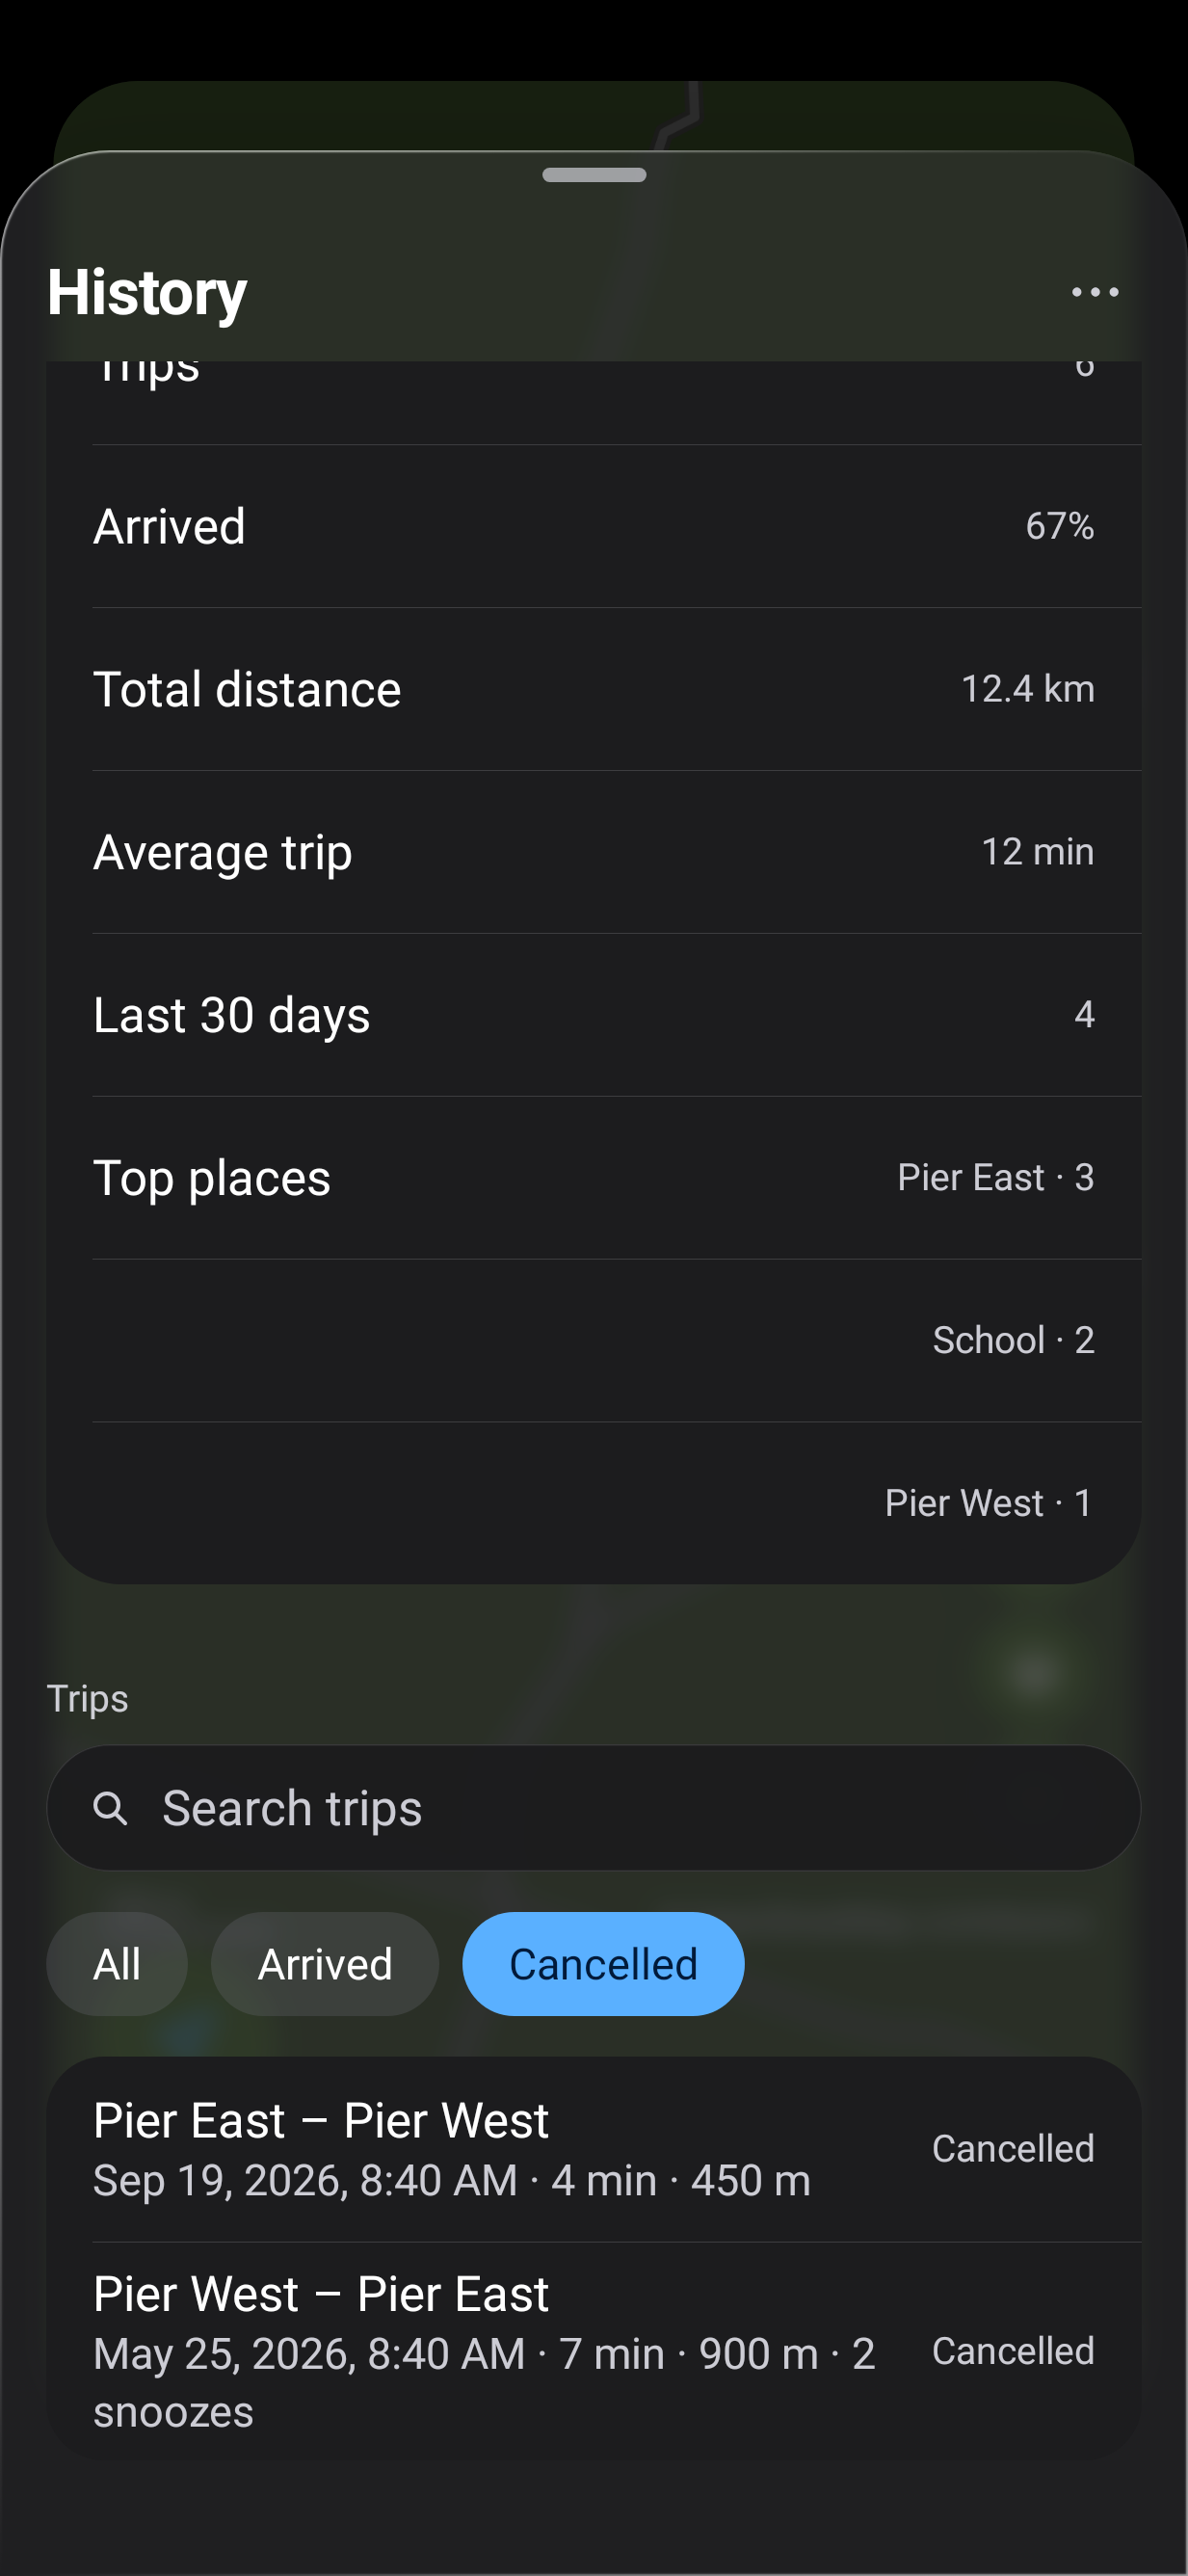 History
Trips 6
Arrived 67%
Total distance 12.4 km
Average trip 12 min
Last 30 days 4
Top places Pier East · 3
School · 2
Pier West · 1
Trips
Search trips
All Arrived Cancelled
Pier East – Pier West
Sep 19, 2026, 8:40 AM · 4 min · 450 m
Cancelled
Pier West – Pier East
May 25, 2026, 8:40 AM · 7 min · 900 m · 2
snoozes
Cancelled